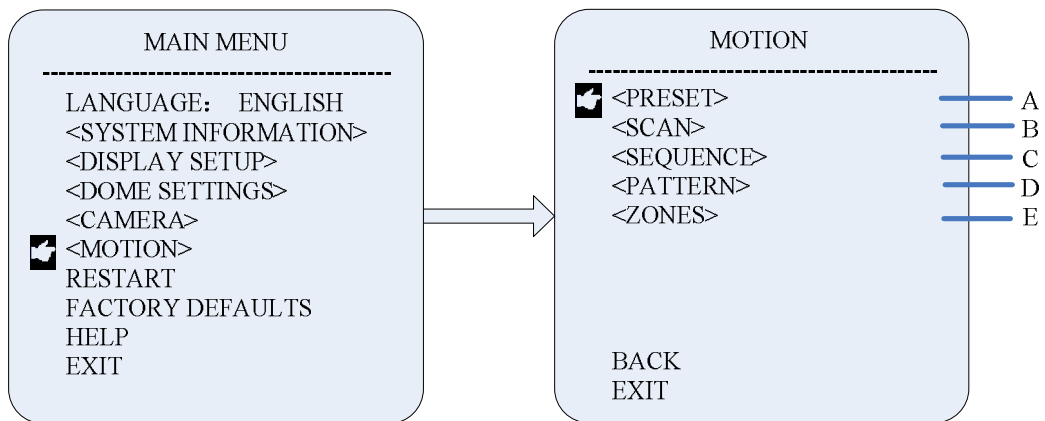 MAIN MENU
LANGUAGE： ENGLISH
<SYSTEM INFORMATION>
<DISPLAY SETUP>
<DOME SETTINGS>
<CAMERA>
<MOTION>
RESTART
FACTORY DEFAULTS
HELP
EXIT
MOTION
<PRESET> A
<SCAN> B
<SEQUENCE> C
<PATTERN> D
<ZONES> E
BACK
EXIT